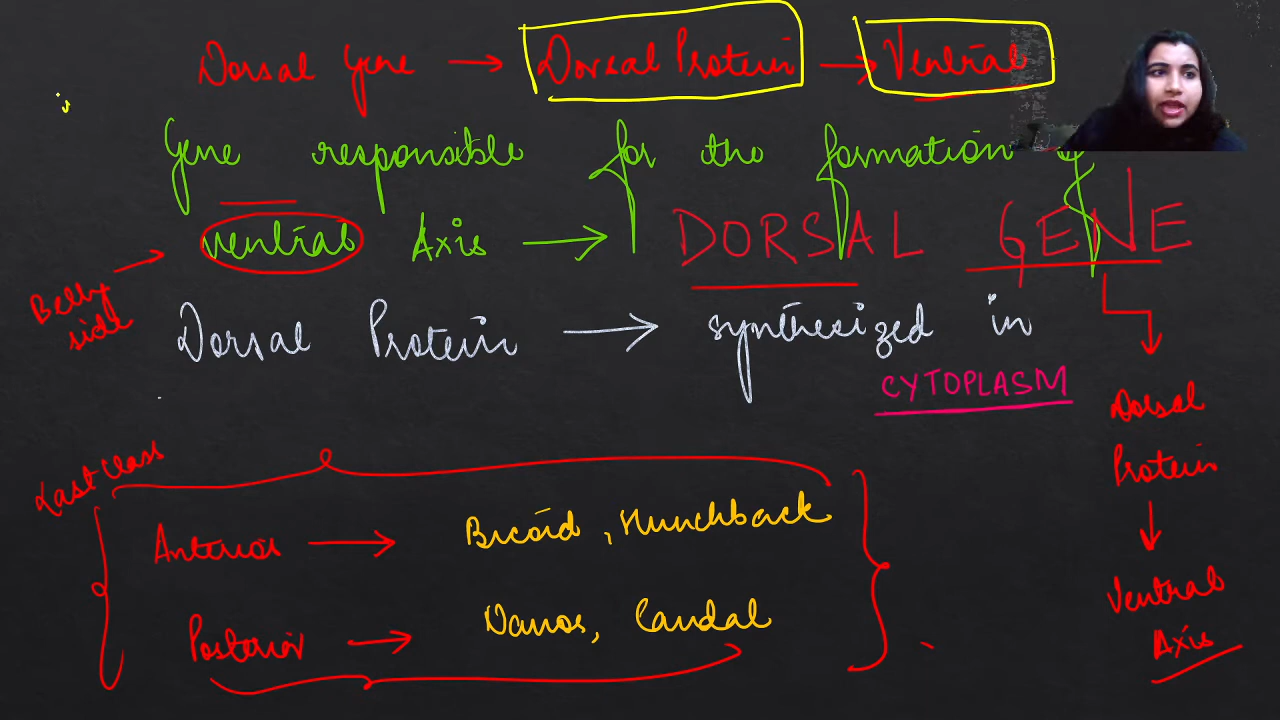 Dorsal Gene → Dorsal Protein → Ventral
Gene responsible for the formation of
ventral Axis → DORSAL GENE
Belly side
Dorsal Protein → synthesized in
CYTOPLASM
Dorsal
Protein
↓
Ventral
Axis
Last Class
Anterior → Bicoid, Hunchback
Posterior → Nanos, Caudal